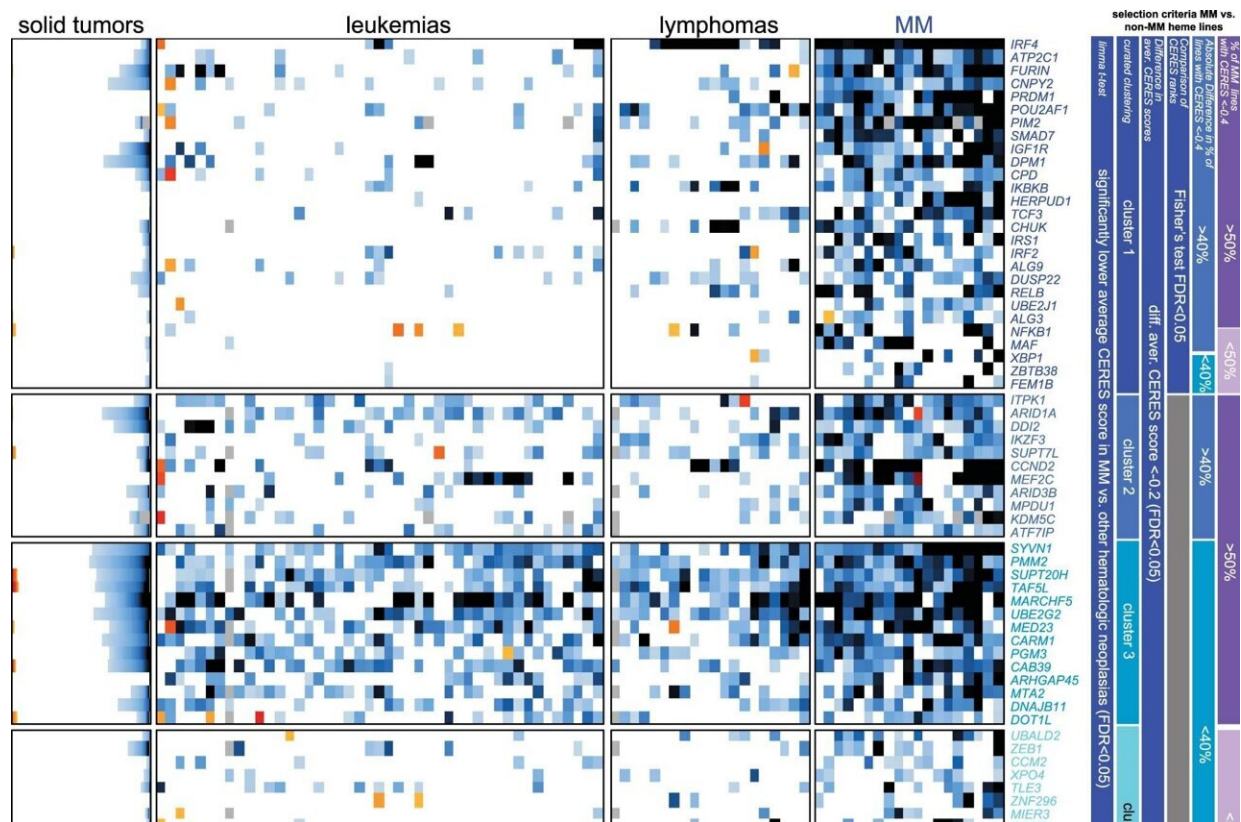 solid tumors
leukemias
lymphomas
MM
selection criteria MM vs.
non-MM heme lines
IRF4
ATP2C1
FURIN
CNPY2
PRDM1
POU2AF1
PIM2
SMAD7
IGF1R
DPM1
CPD
IKBKB
HERPUD1
TCF3
CHUK
IRS1
IRF2
ALG9
DUSP22
RELB
UBE2J1
ALG3
NFKB1
MAF
XBP1
ZBTB38
FEM1B
ITPK1
ARID1A
DDI2
IKZF3
SUPT7L
CCND2
MEF2C
ARID3B
MPDU1
KDM5C
ATF7IP
SYVN1
PMM2
SUPT20H
TAF5L
MARCHF5
UBE2G2
MED23
CARM1
PGM3
CAB39
ARHGAP45
MTA2
DNAJB11
DOT1L
UBALD2
ZEB1
CCM2
XPO4
TLE3
ZNF296
MIER3
limma t-test
significantly lower average CERES score in MM vs. other hematologic neoplasias (FDR<0.05)
curated clustering
cluster 1
cluster 2
cluster 3
clu
Difference in
aver. CERES scores
diff. aver. CERES score <-0.2 (FDR<0.05)
Comparison of
CERES ranks
Fisher's test FDR<0.05
Absolute Difference in % of
lines with CERES <-0.4
>40%
<40%
>40%
<40%
% of MM lines
with CERES <-0.4
>50%
<50%
>50%
<